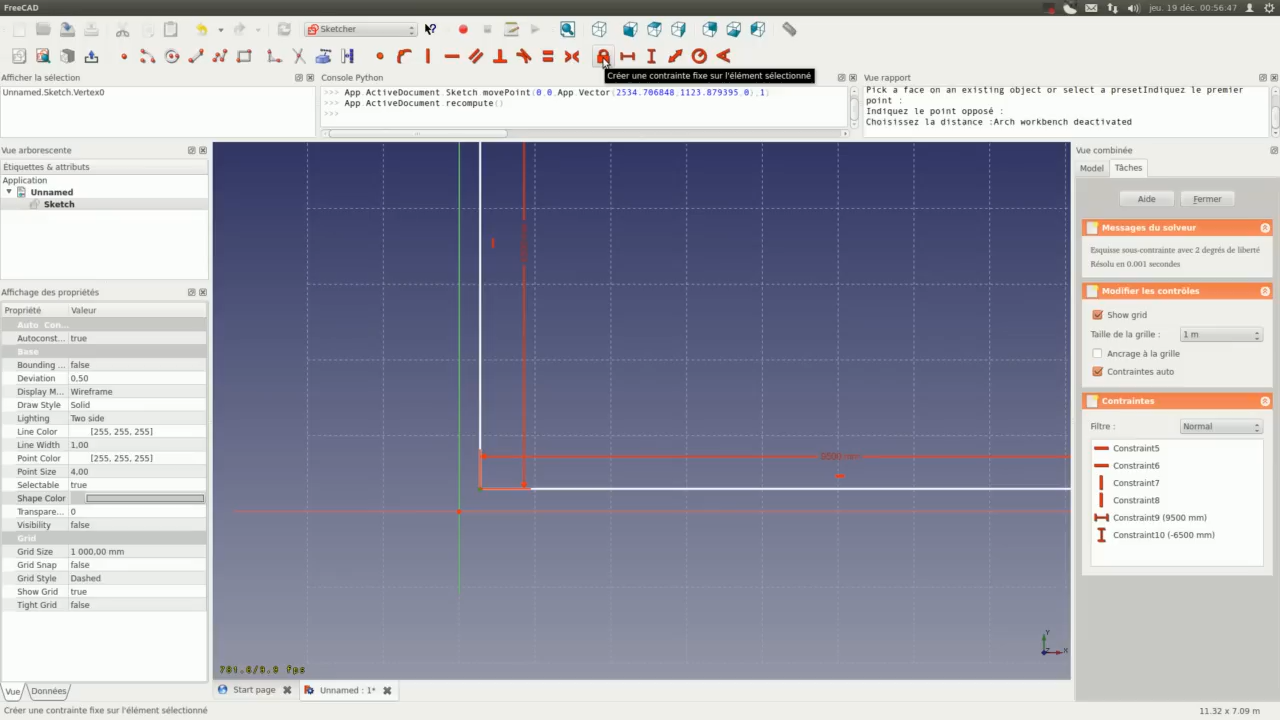 FreeCAD
jeu. 19 déc. 00:56:47
Sketcher
Créer une contrainte fixe sur l'élément sélectionné
Afficher la sélection
Unnamed.Sketch.Vertex0
Console Python
>>> App ActiveDocument Sketch movePoint(0 0 App Vector(2534.706848 1123.879395 0) 1)
>>> App ActiveDocument recompute()
>>>
Vue rapport
Pick a face on an existing object or select a presetIndiquez le premier
point :
Indiquez le point opposé :
Choisissez la distance :Arch workbench deactivated
Vue arborescente
Étiquettes & attributs
Application
Unnamed
Sketch
Affichage des propriétés
Propriété Valeur
Auto Con...
Autoconst... true
Base
Bounding ... false
Deviation 0.50
Display M... Wireframe
Draw Style Solid
Lighting Two side
Line Color [255, 255, 255]
Line Width 1,00
Point Color [255, 255, 255]
Point Size 4.00
Selectable true
Shape Color
Transpare... 0
Visibility false
Grid
Grid Size 1 000,00 mm
Grid Snap false
Grid Style Dashed
Show Grid true
Tight Grid false
Vue Données
Start page
Unnamed : 1*
Créer une contrainte fixe sur l'élément sélectionné
Y
X
Z
Vue combinée
Model Tâches
Aide Fermer
Messages du solveur
Esquisse sous-contrainte avec 2 degrés de liberté
Résolu en 0.001 secondes
Modifier les contrôles
Show grid
Taille de la grille : 1 m
Ancrage à la grille
Contraintes auto
Contraintes
Filtre : Normal
Constraint5
Constraint6
Constraint7
Constraint8
Constraint9 (9500 mm)
Constraint10 (-6500 mm)
11.32 x 7.09 m